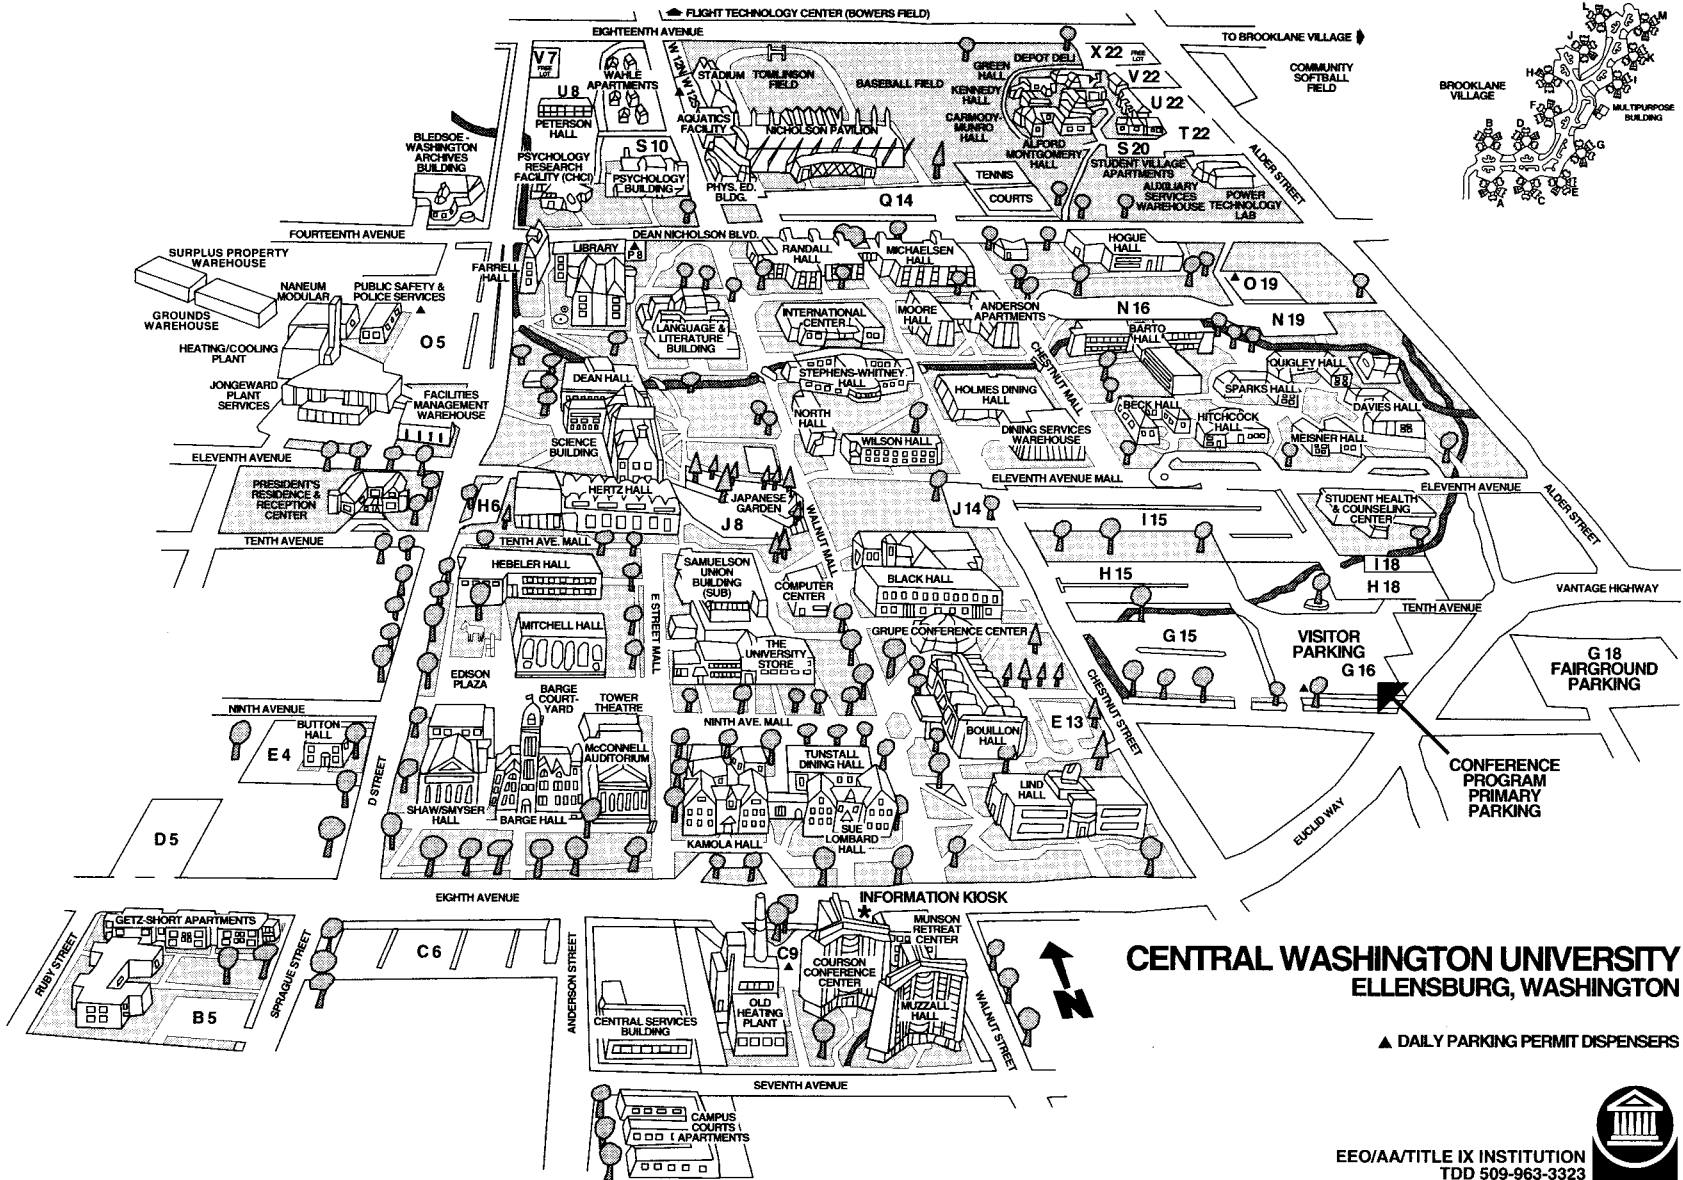 FLIGHT TECHNOLOGY CENTER (BOWERS FIELD)
EIGHTEENTH AVENUE
TO BROOKLANE VILLAGE
V 7
FREE
LOT
WAHLE
APARTMENTS
U 8
PETERSON
HALL
W 12N
W 12S
STADIUM
TOMLINSON
FIELD
BASEBALL FIELD
AQUATICS
FACILITY
NICHOLSON PAVILION
GREEN
HALL
DEPOT DELI
KENNEDY
HALL
CARMODY-
MUNRO
HALL
ALFORD
MONTGOMERY
HALL
X 22
FREE
LOT
V 22
U 22
T 22
S 20
STUDENT VILLAGE
APARTMENTS
AUXILIARY
SERVICES
WAREHOUSE
POWER
TECHNOLOGY
LAB
ALDER STREET
COMMUNITY
SOFTBALL
FIELD
BROOKLANE
VILLAGE
L
M
J
K
H
I
F
MULTIPURPOSE
BUILDING
B
D
G
A
C
E
BLEDSOE -
WASHINGTON
ARCHIVES
BUILDING
PSYCHOLOGY
RESEARCH
FACILITY (CHCI)
S 10
PSYCHOLOGY
BUILDING
PHYS. ED.
BLDG.
TENNIS
COURTS
Q 14
FOURTEENTH AVENUE
DEAN NICHOLSON BLVD.
SURPLUS PROPERTY
WAREHOUSE
GROUNDS
WAREHOUSE
NANEUM
MODULAR
PUBLIC SAFETY &
POLICE SERVICES
O 5
HEATING/COOLING
PLANT
JONGEWARD
PLANT
SERVICES
FACILITIES
MANAGEMENT
WAREHOUSE
FARRELL
HALL
LIBRARY
P 8
RANDALL
HALL
MICHAELSEN
HALL
HOGUE
HALL
O 19
N 16
N 19
LANGUAGE &
LITERATURE
BUILDING
INTERNATIONAL
CENTER
MOORE
HALL
ANDERSON
APARTMENTS
BARTO
HALL
DEAN HALL
STEPHENS-WHITNEY
HALL
CHESTNUT MALL
QUIGLEY HALL
SPARKS HALL
HOLMES DINING
HALL
BECK HALL
HITCHCOCK
HALL
DAVIES HALL
MEISNER HALL
NORTH
HALL
WILSON HALL
DINING SERVICES
WAREHOUSE
SCIENCE
BUILDING
ELEVENTH AVENUE
ELEVENTH AVENUE MALL
ELEVENTH AVENUE
PRESIDENT'S
RESIDENCE &
RECEPTION
CENTER
H6
HERTZ HALL
JAPANESE
GARDEN
J 8
WALNUT MALL
J 14
I 15
STUDENT HEALTH
& COUNSELING
CENTER
ALDER STREET
TENTH AVENUE
TENTH AVE. MALL
HEBELER HALL
SAMUELSON
UNION
BUILDING
(SUB)
COMPUTER
CENTER
BLACK HALL
H 15
I 18
H 18
TENTH AVENUE
VANTAGE HIGHWAY
MITCHELL HALL
E STREET MALL
THE
UNIVERSITY
STORE
GRUPE CONFERENCE CENTER
G 15
VISITOR
PARKING
G 16
G 18
FAIRGROUND
PARKING
EDISON
PLAZA
BARGE
COURT-
YARD
TOWER
THEATRE
CHESTNUT STREET
NINTH AVENUE
NINTH AVE. MALL
BUTTON
HALL
E 4
D STREET
McCONNELL
AUDITORIUM
TUNSTALL
DINING HALL
BOUILLON
HALL
E 13
CONFERENCE
PROGRAM
PRIMARY
PARKING
LIND
HALL
SHAW/SMYSER
HALL
BARGE HALL
KAMOLA HALL
SUE
LOMBARD
HALL
EUCLID WAY
D 5
EIGHTH AVENUE
INFORMATION KIOSK
*
GETZ-SHORT APARTMENTS
RUBY STREET
SPRAGUE STREET
B 5
C 6
ANDERSON STREET
C9
COURSON
CONFERENCE
CENTER
MUNSON
RETREAT
CENTER
OLD
HEATING
PLANT
MUZZALL
HALL
WALNUT STREET
CENTRAL SERVICES
BUILDING
SEVENTH AVENUE
CAMPUS
COURTS
APARTMENTS
N
CENTRAL WASHINGTON UNIVERSITY
ELLENSBURG, WASHINGTON
▲ DAILY PARKING PERMIT DISPENSERS
EEO/AA/TITLE IX INSTITUTION
TDD 509-963-3323